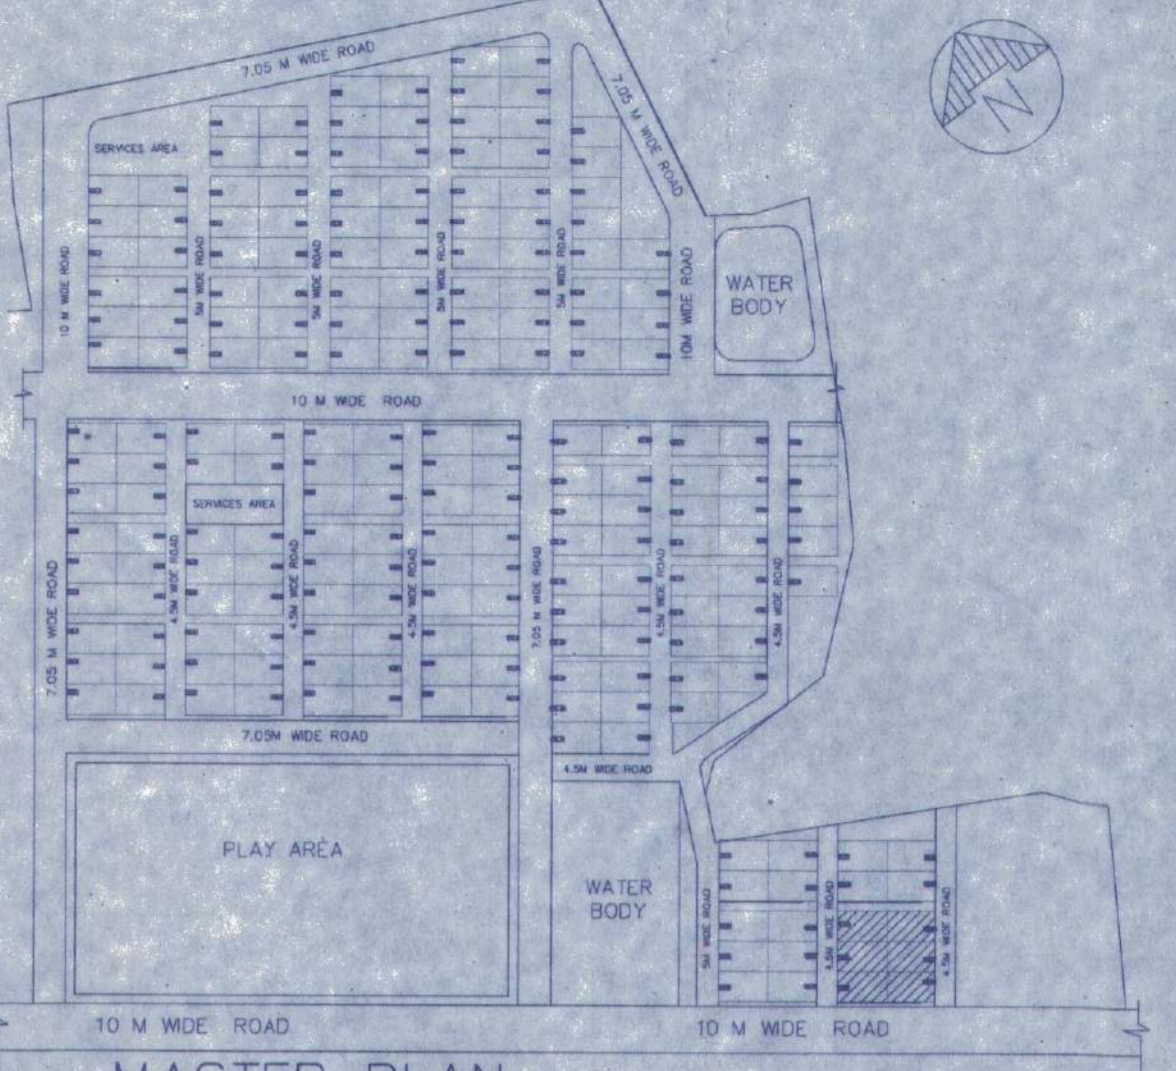 7.05 M WIDE ROAD
7.05 M WIDE ROAD
N
SERVICES AREA
10 M WIDE ROAD
5M WIDE ROAD
5M WIDE ROAD
5M WIDE ROAD
5M WIDE ROAD
10M WIDE ROAD
WATER
BODY
10 M WIDE ROAD
SERVICES AREA
7.05 M WIDE ROAD
4.5M WIDE ROAD
4.5M WIDE ROAD
4.5M WIDE ROAD
7.05 M WIDE ROAD
4.5M WIDE ROAD
4.5M WIDE ROAD
7.05M WIDE ROAD
4.5M WIDE ROAD
PLAY AREA
WATER
BODY
5M WIDE ROAD
4.5M WIDE ROAD
4.5M WIDE ROAD
10 M WIDE ROAD
10 M WIDE ROAD
MASTER PLAN